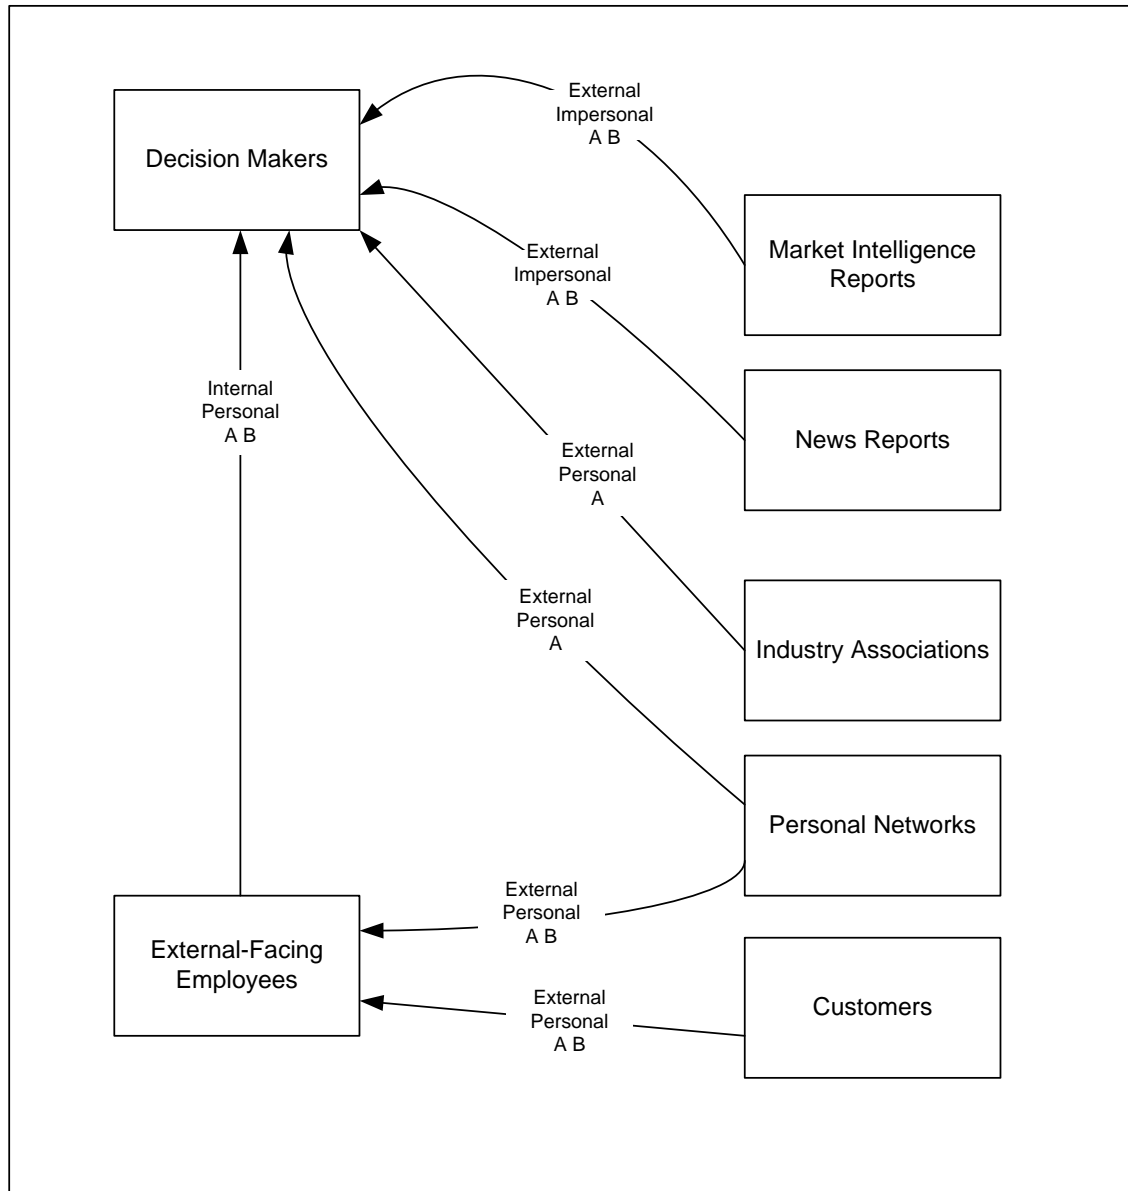 External
Impersonal
A B
Decision Makers
Market Intelligence
Reports
External
Impersonal
A B
News Reports
Internal
Personal
A B
External
Personal
A
External
Personal
A
Industry Associations
Personal Networks
External
Personal
A B
External-Facing
Employees
External
Personal
A B
Customers